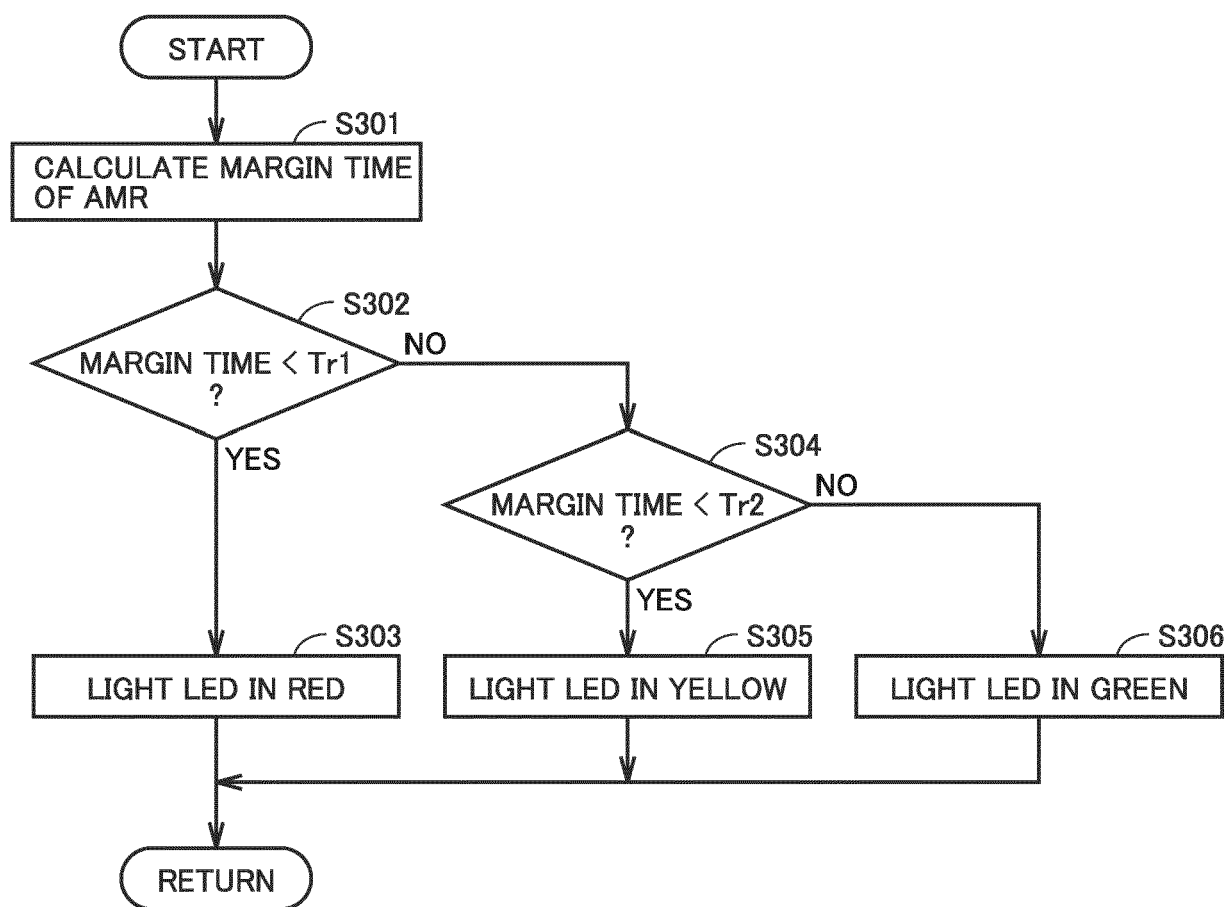 START
S301
CALCULATE MARGIN TIME
OF AMR
S302
MARGIN TIME < Tr1
?
NO
YES
S304
MARGIN TIME < Tr2
?
NO
YES
S303
LIGHT LED IN RED
S305
LIGHT LED IN YELLOW
S306
LIGHT LED IN GREEN
RETURN